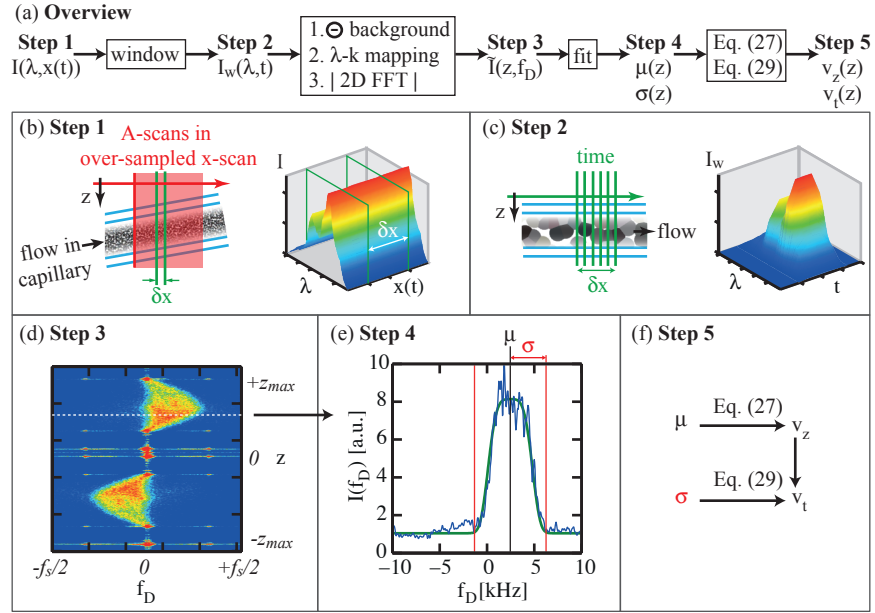 (a) Overview
Step 1
I(λ,x(t))
window
Step 2
I_w(λ,t)
1. ⊖ background
2. λ-k mapping
3. | 2D FFT |
Step 3
Ĩ(z,f_D)
fit
Step 4
μ(z)
σ(z)
Eq. (27)
Eq. (29)
Step 5
v_z(z)
v_t(z)
(b) Step 1
A-scans in
over-sampled x-scan
z
flow in
capillary
δx
I
δx
λ
x(t)
(c) Step 2
time
z
flow
δx
I_w
λ
t
(d) Step 3
+z_max
0 z
-z_max
-f_s/2 0 +f_s/2
f_D
(e) Step 4
μ
σ
I(f_D) [a.u.]
10
8
6
4
2
0
−10 −5 0 5 10
f_D[kHz]
(f) Step 5
μ Eq. (27) v_z
σ Eq. (29) v_t